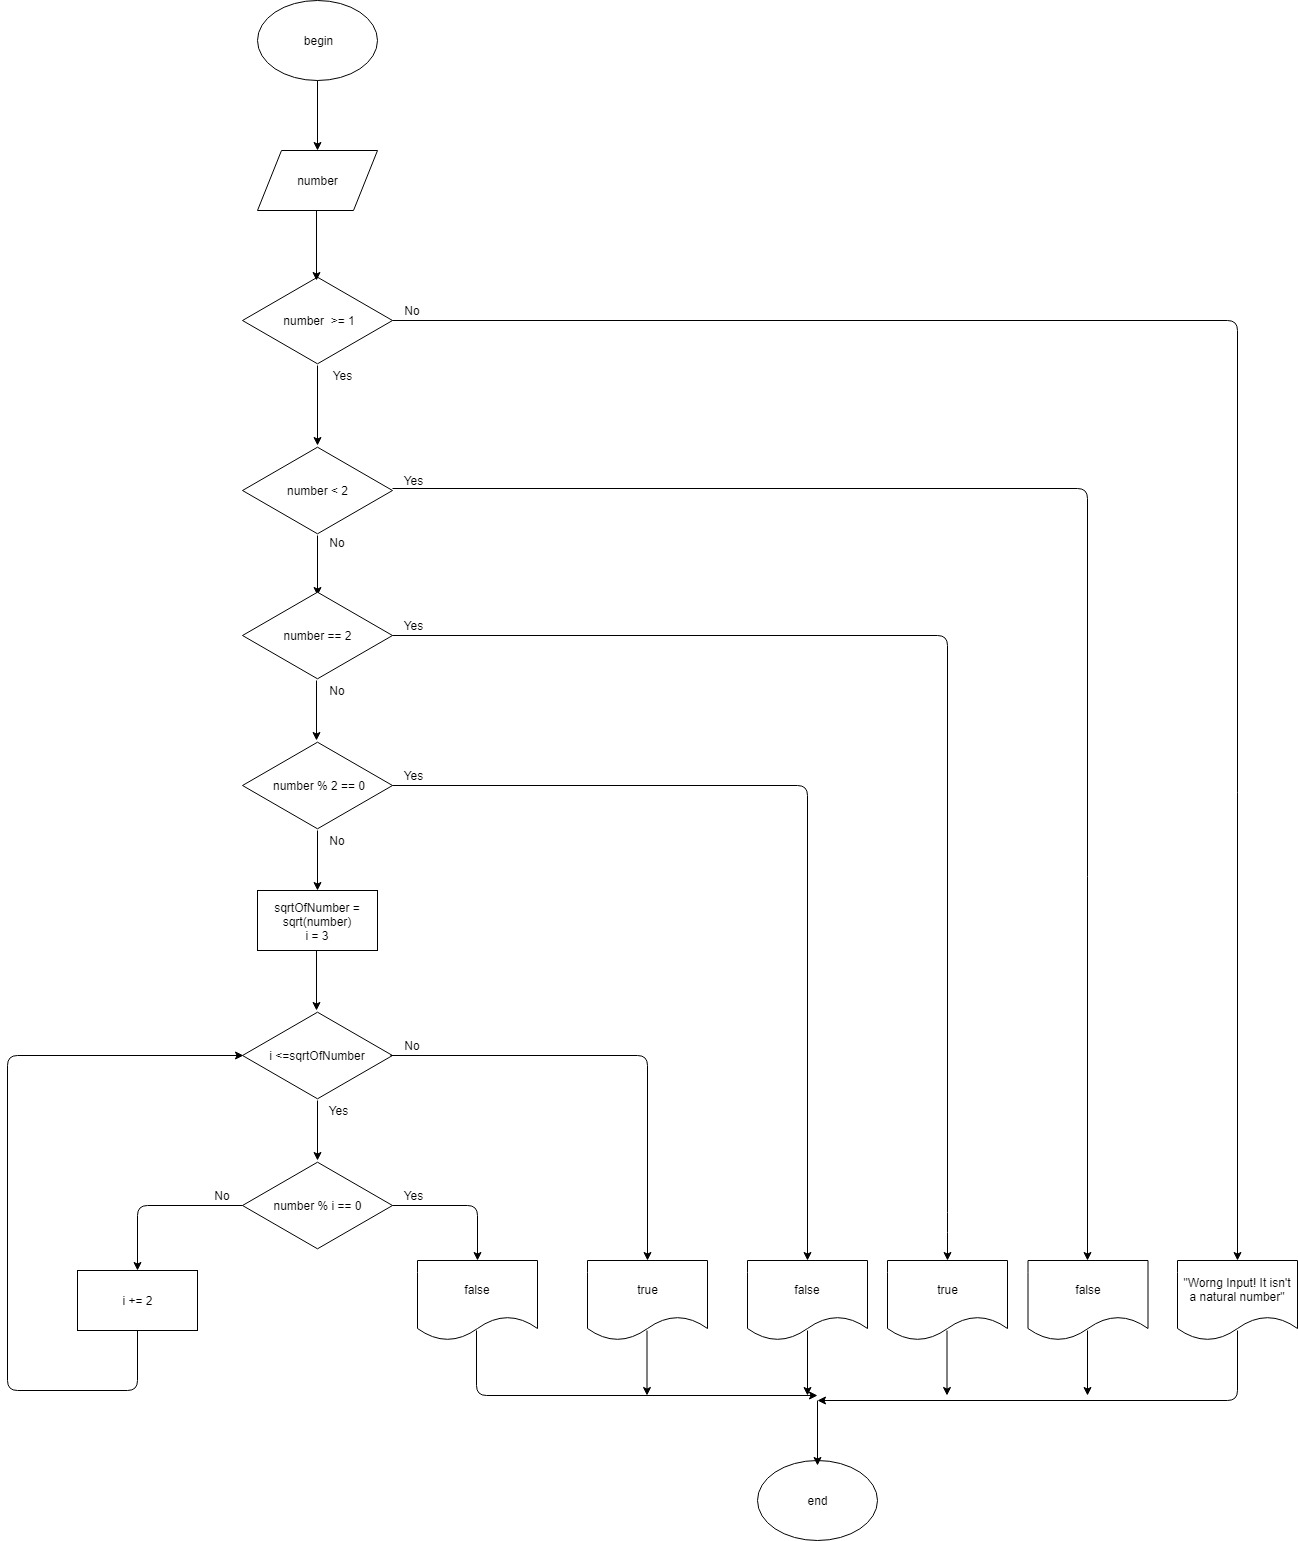 begin
number
number  >= 1
No
Yes
number < 2
Yes
No
number == 2
Yes
No
number % 2 == 0
Yes
No
sqrtOfNumber =
sqrt(number)
i = 3
i <=sqrtOfNumber
No
Yes
number % i == 0
No
Yes
i += 2
false
true
false
true
false
"Worng Input! It isn't
a natural number"
end